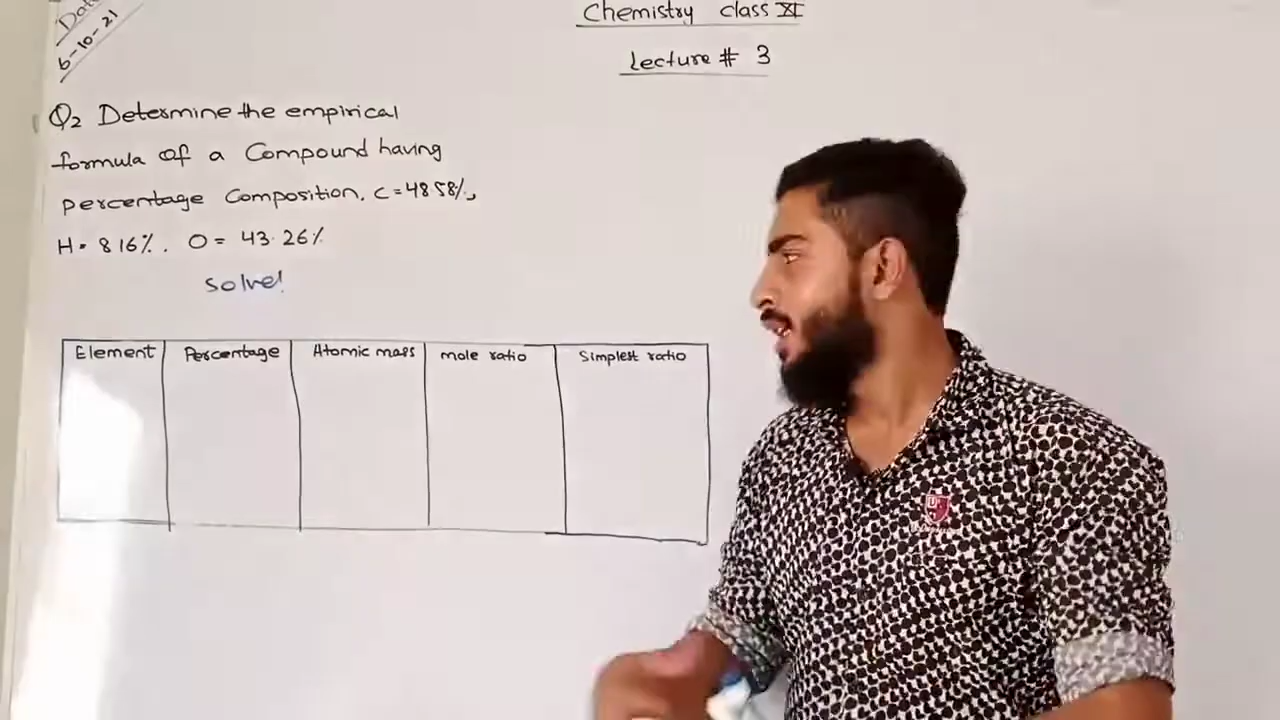 Date
6-10-21
Chemistry class XI
Lecture # 3
Q2 Determine the empirical
formula of a Compound having
percentage Composition. C = 48 58%,
H = 8 16%. O = 43.26%
Solve!
Element Percentage Atomic mass mole ratio Simplest ratio
U